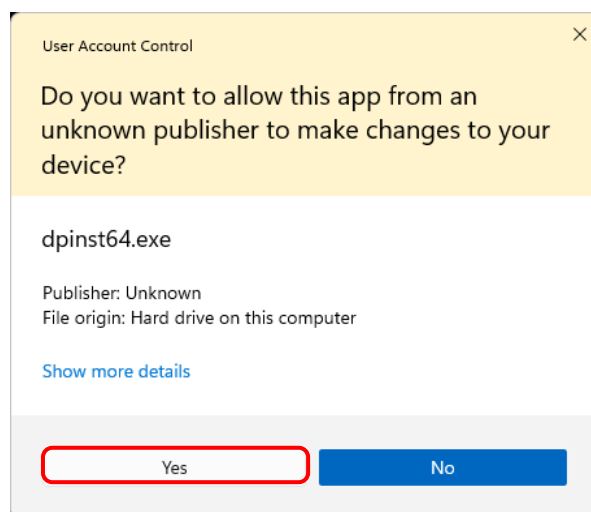 User Account Control
Do you want to allow this app from an
unknown publisher to make changes to your
device?
dpinst64.exe
Publisher: Unknown
File origin: Hard drive on this computer
Show more details
Yes
No